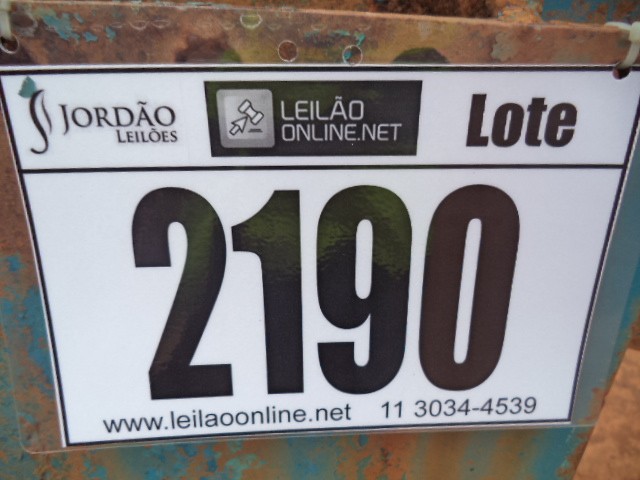 JORDÃO
LEILÕES
LEILÃO
ONLINE.NET
Lote
2190
www.leilaoonline.net 11 3034-4539